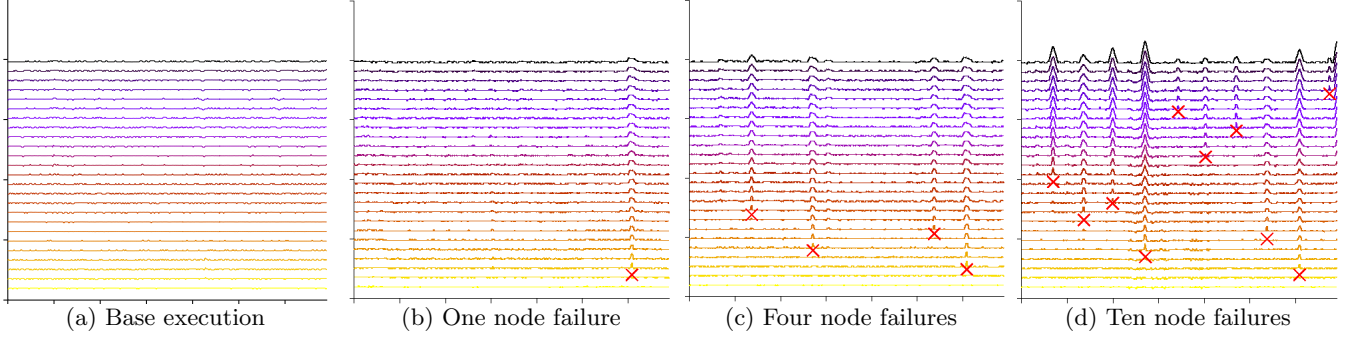 (a) Base execution
(b) One node failure
(c) Four node failures
(d) Ten node failures